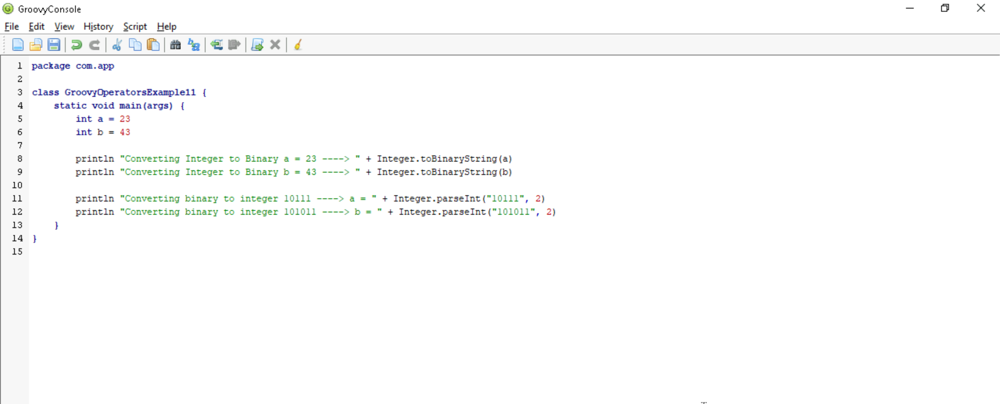 GroovyConsole
File Edit View History Script Help
1 package com.app
2
3 class GroovyOperatorsExample11 {
4     static void main(args) {
5         int a = 23
6         int b = 43
7
8         println "Converting Integer to Binary a = 23 ----> " + Integer.toBinaryString(a)
9         println "Converting Integer to Binary b = 43 ----> " + Integer.toBinaryString(b)
10
11         println "Converting binary to integer 10111 ----> a = " + Integer.parseInt("10111", 2)
12         println "Converting binary to integer 101011 ----> b = " + Integer.parseInt("101011", 2)
13     }
14 }
15